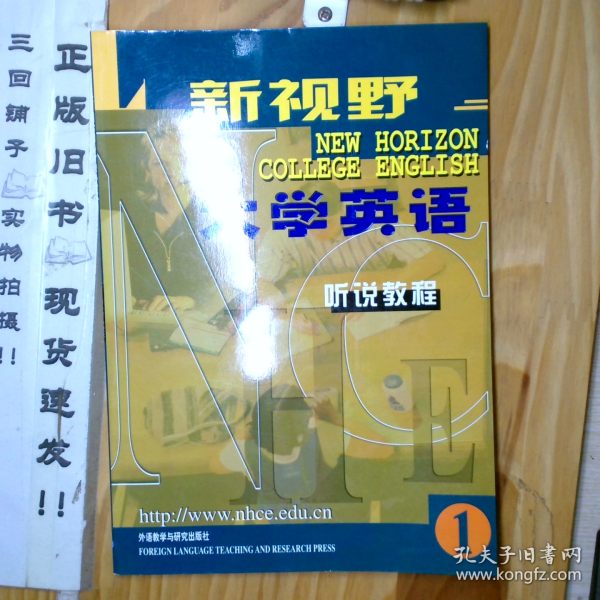 三回铺子 实物拍摄!!
正版旧书 现货速发!!
新视野
NEW HORIZON
COLLEGE ENGLISH
大学英语
听说教程
NHCE
http://www.nhce.edu.cn
1
外语教学与研究出版社
FOREIGN LANGUAGE TEACHING AND RESEARCH PRESS
孔夫子旧书网
www.kongfz.com